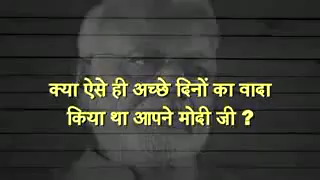 क्या ऐसे ही अच्छे दिनों का वादा
किया था आपने मोदी जी ?